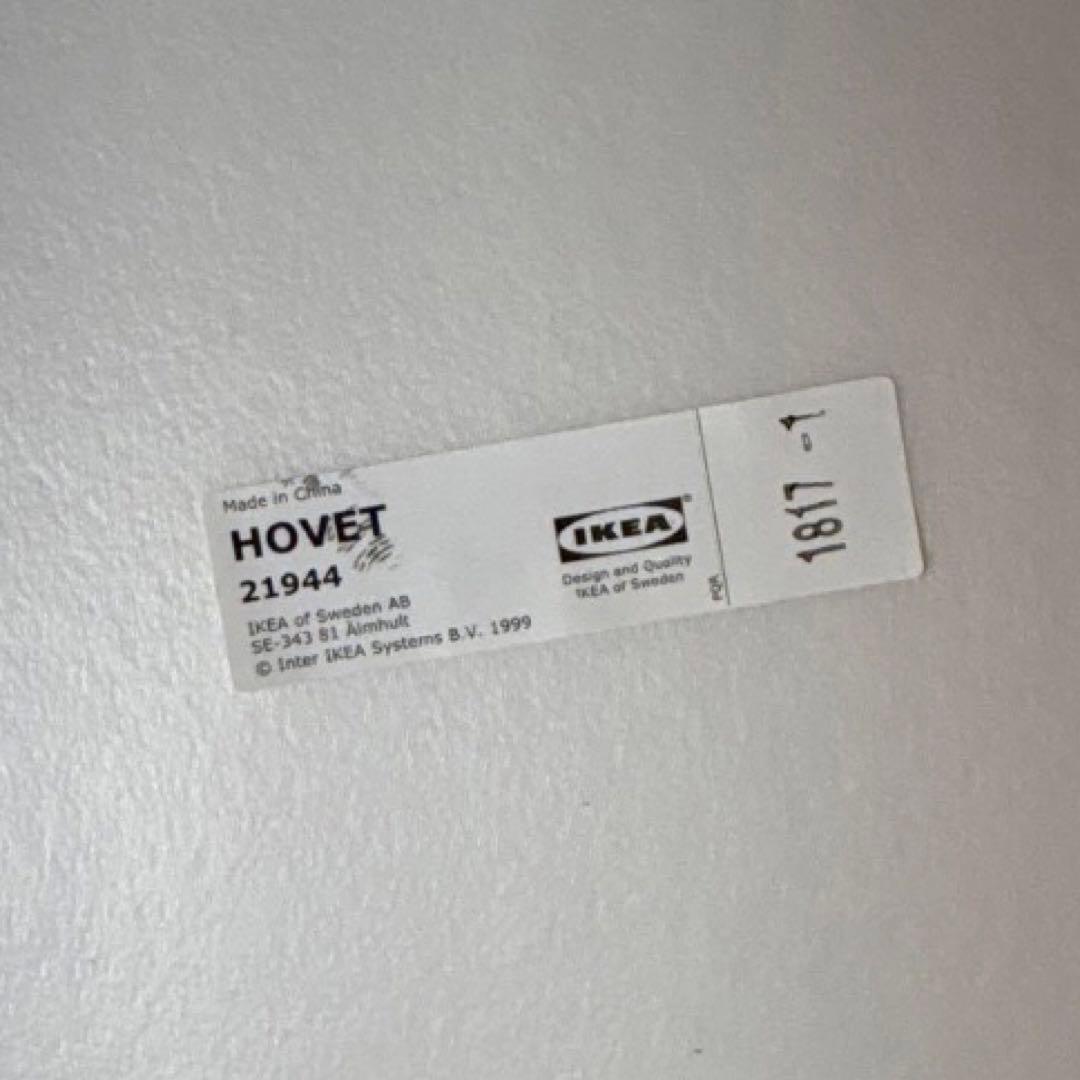 Made in China
HOVET
21944
IKEA of Sweden AB
SE-343 81 Älmhult
© Inter IKEA Systems B.V. 1999
IKEA®
Design and Quality
IKEA of Sweden
1817 - 1